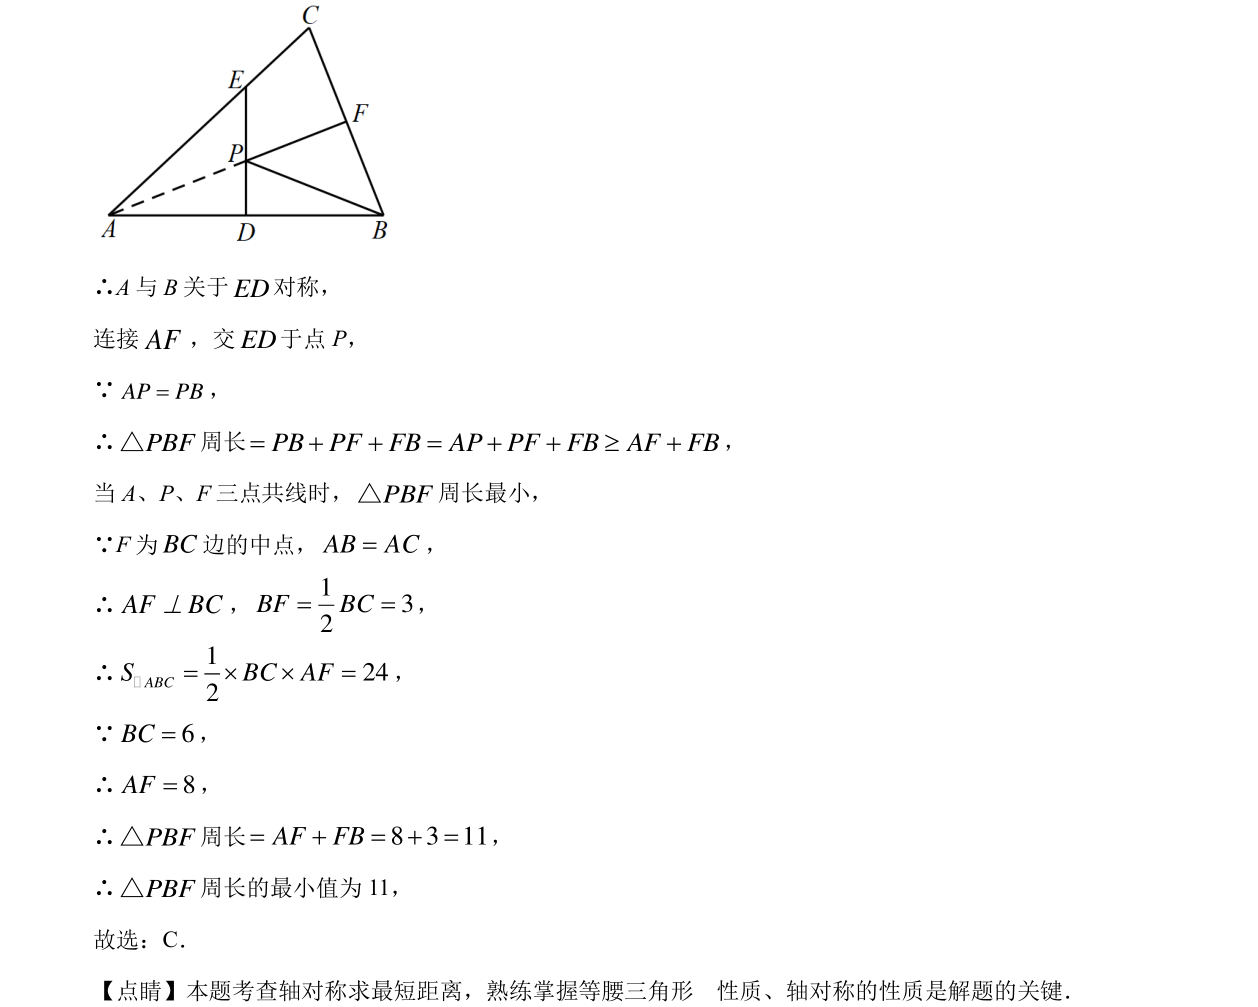 C
E
F
P
A
D
B
∴A 与 B 关于 ED 对称，
连接 AF ，交 ED 于点 P，
∵ AP = PB ，
∴ △PBF 周长 = PB + PF + FB = AP + PF + FB ≥ AF + FB ，
当 A、P、F 三点共线时，△PBF 周长最小，
∵F 为 BC 边的中点， AB = AC ，
∴ AF ⊥ BC ， BF = 1/2 BC = 3 ，
∴ S□ABC = 1/2 × BC × AF = 24 ，
∵ BC = 6 ，
∴ AF = 8 ，
∴ △PBF 周长 = AF + FB = 8 + 3 = 11 ，
∴ △PBF 周长的最小值为 11，
故选：C．
【点睛】本题考查轴对称求最短距离，熟练掌握等腰三角形 性质、轴对称的性质是解题的关键．